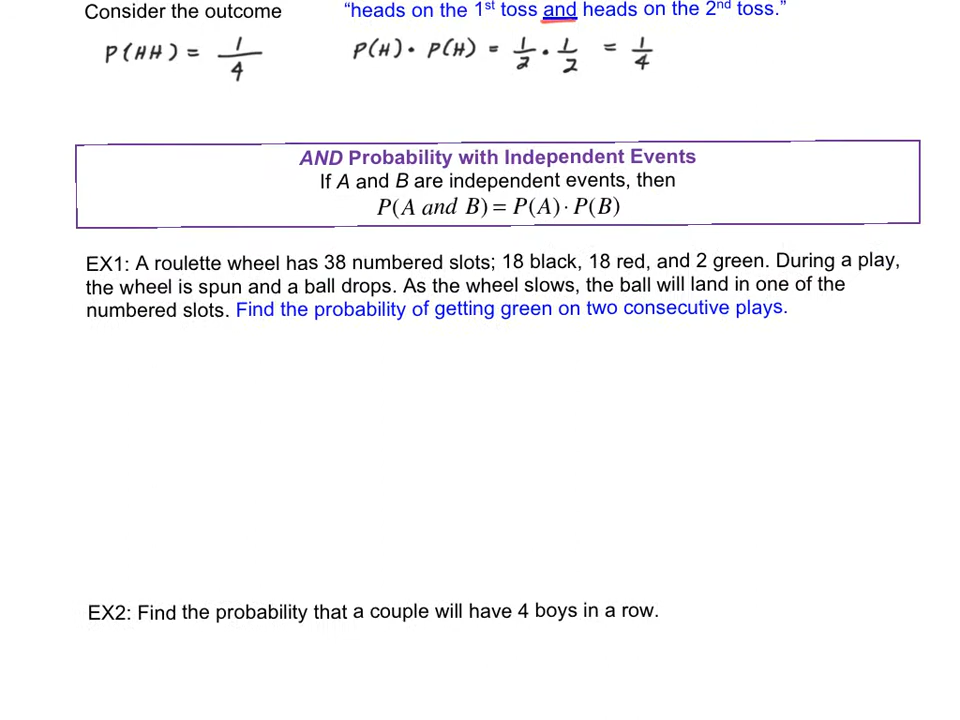 Consider the outcome “heads on the 1st toss and heads on the 2nd toss.”
P(HH) = 1/4 P(H) · P(H) = 1/2 · 1/2 = 1/4
AND Probability with Independent Events
If A and B are independent events, then
P(A and B) = P(A) · P(B)
EX1: A roulette wheel has 38 numbered slots; 18 black, 18 red, and 2 green. During a play,
the wheel is spun and a ball drops. As the wheel slows, the ball will land in one of the
numbered slots. Find the probability of getting green on two consecutive plays.
EX2: Find the probability that a couple will have 4 boys in a row.